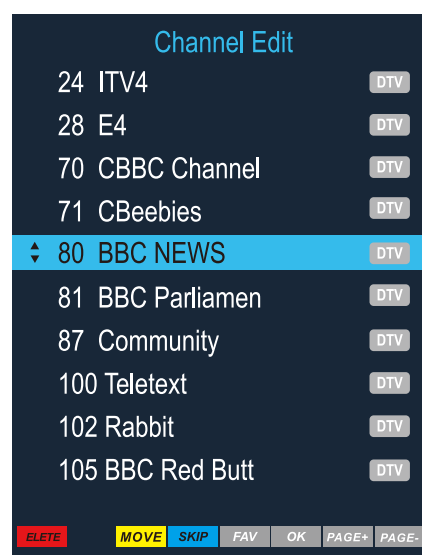 Channel Edit
24 ITV4 DTV
28 E4 DTV
70 CBBC Channel DTV
71 CBeebies DTV
80 BBC NEWS DTV
81 BBC Parliamen DTV
87 Community DTV
100 Teletext DTV
102 Rabbit DTV
105 BBC Red Butt DTV
ELETE MOVE SKIP FAV OK PAGE+ PAGE-